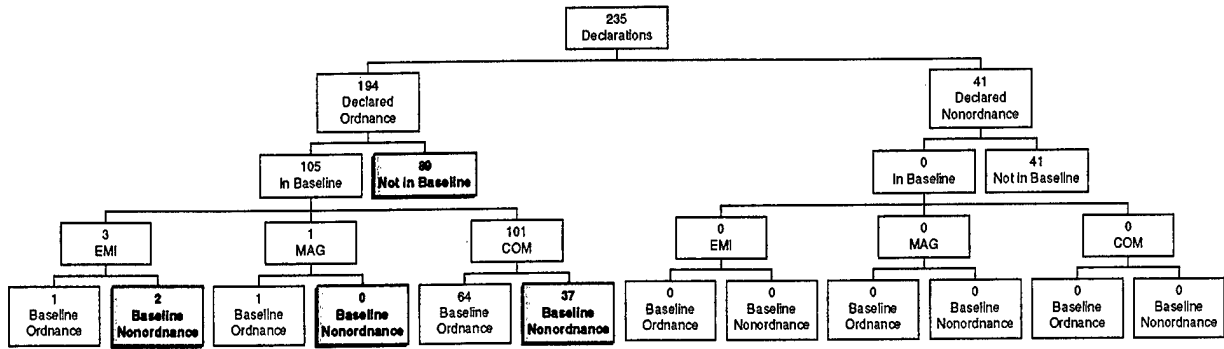 235
Declarations
194
Declared
Ordnance
41
Declared
Nonordnance
105
In Baseline
89
Not in Baseline
0
In Baseline
41
Not in Baseline
3
EMI
1
MAG
101
COM
0
EMI
0
MAG
0
COM
1
Baseline
Ordnance
2
Baseline
Nonordnance
1
Baseline
Ordnance
0
Baseline
Nonordnance
64
Baseline
Ordnance
37
Baseline
Nonordnance
0
Baseline
Ordnance
0
Baseline
Nonordnance
0
Baseline
Ordnance
0
Baseline
Nonordnance
0
Baseline
Ordnance
0
Baseline
Nonordnance